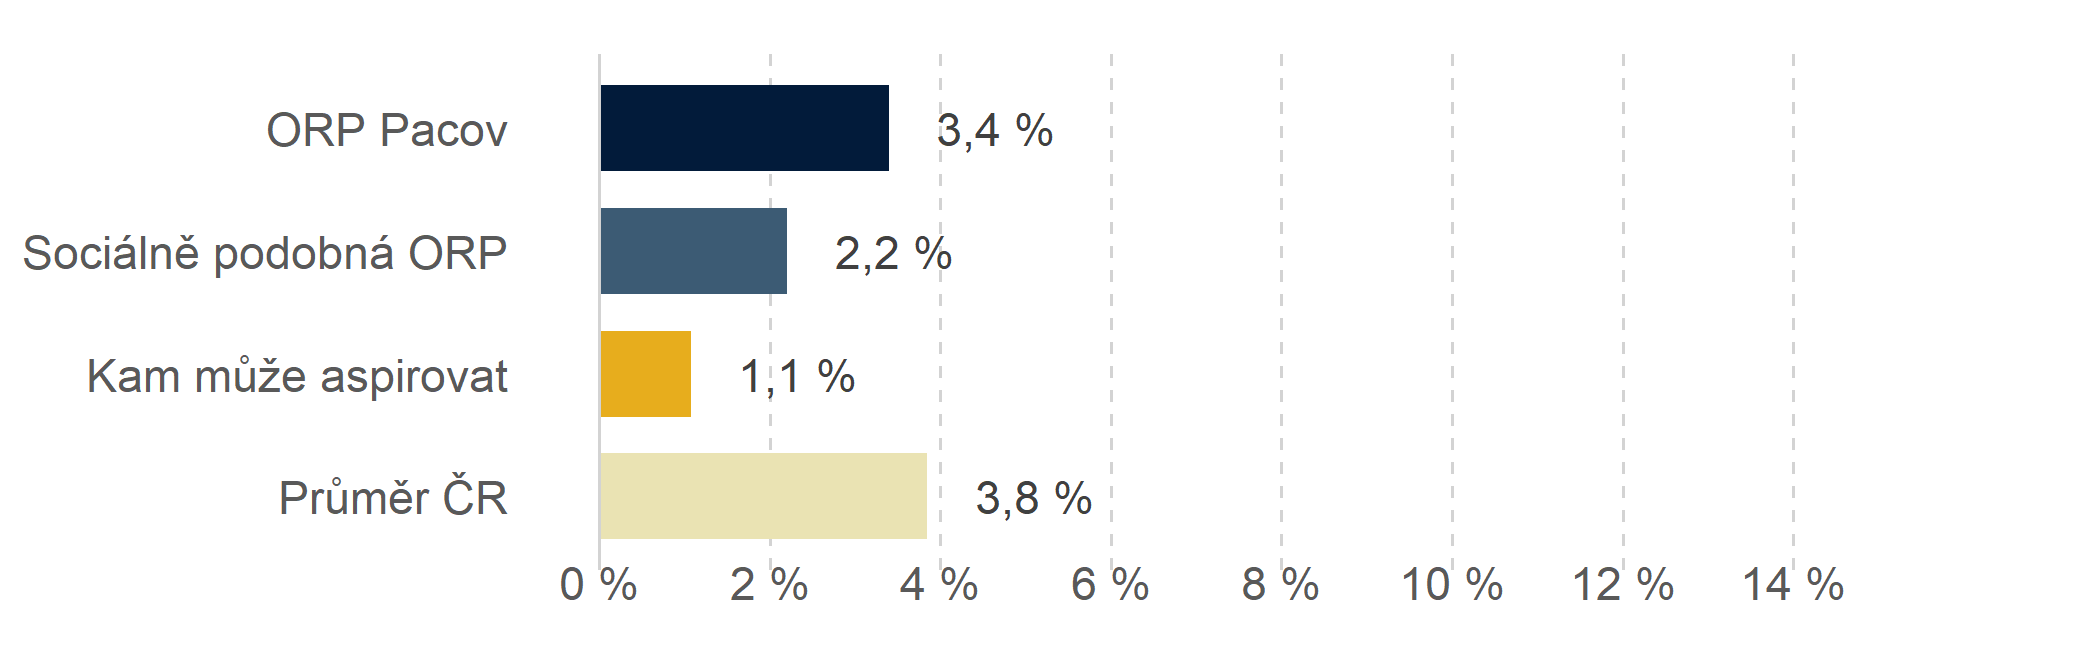 ORP Pacov 3,4 %
Sociálně podobná ORP 2,2 %
Kam může aspirovat 1,1 %
Průměr ČR 3,8 %
0 % 2 % 4 % 6 % 8 % 10 % 12 % 14 %